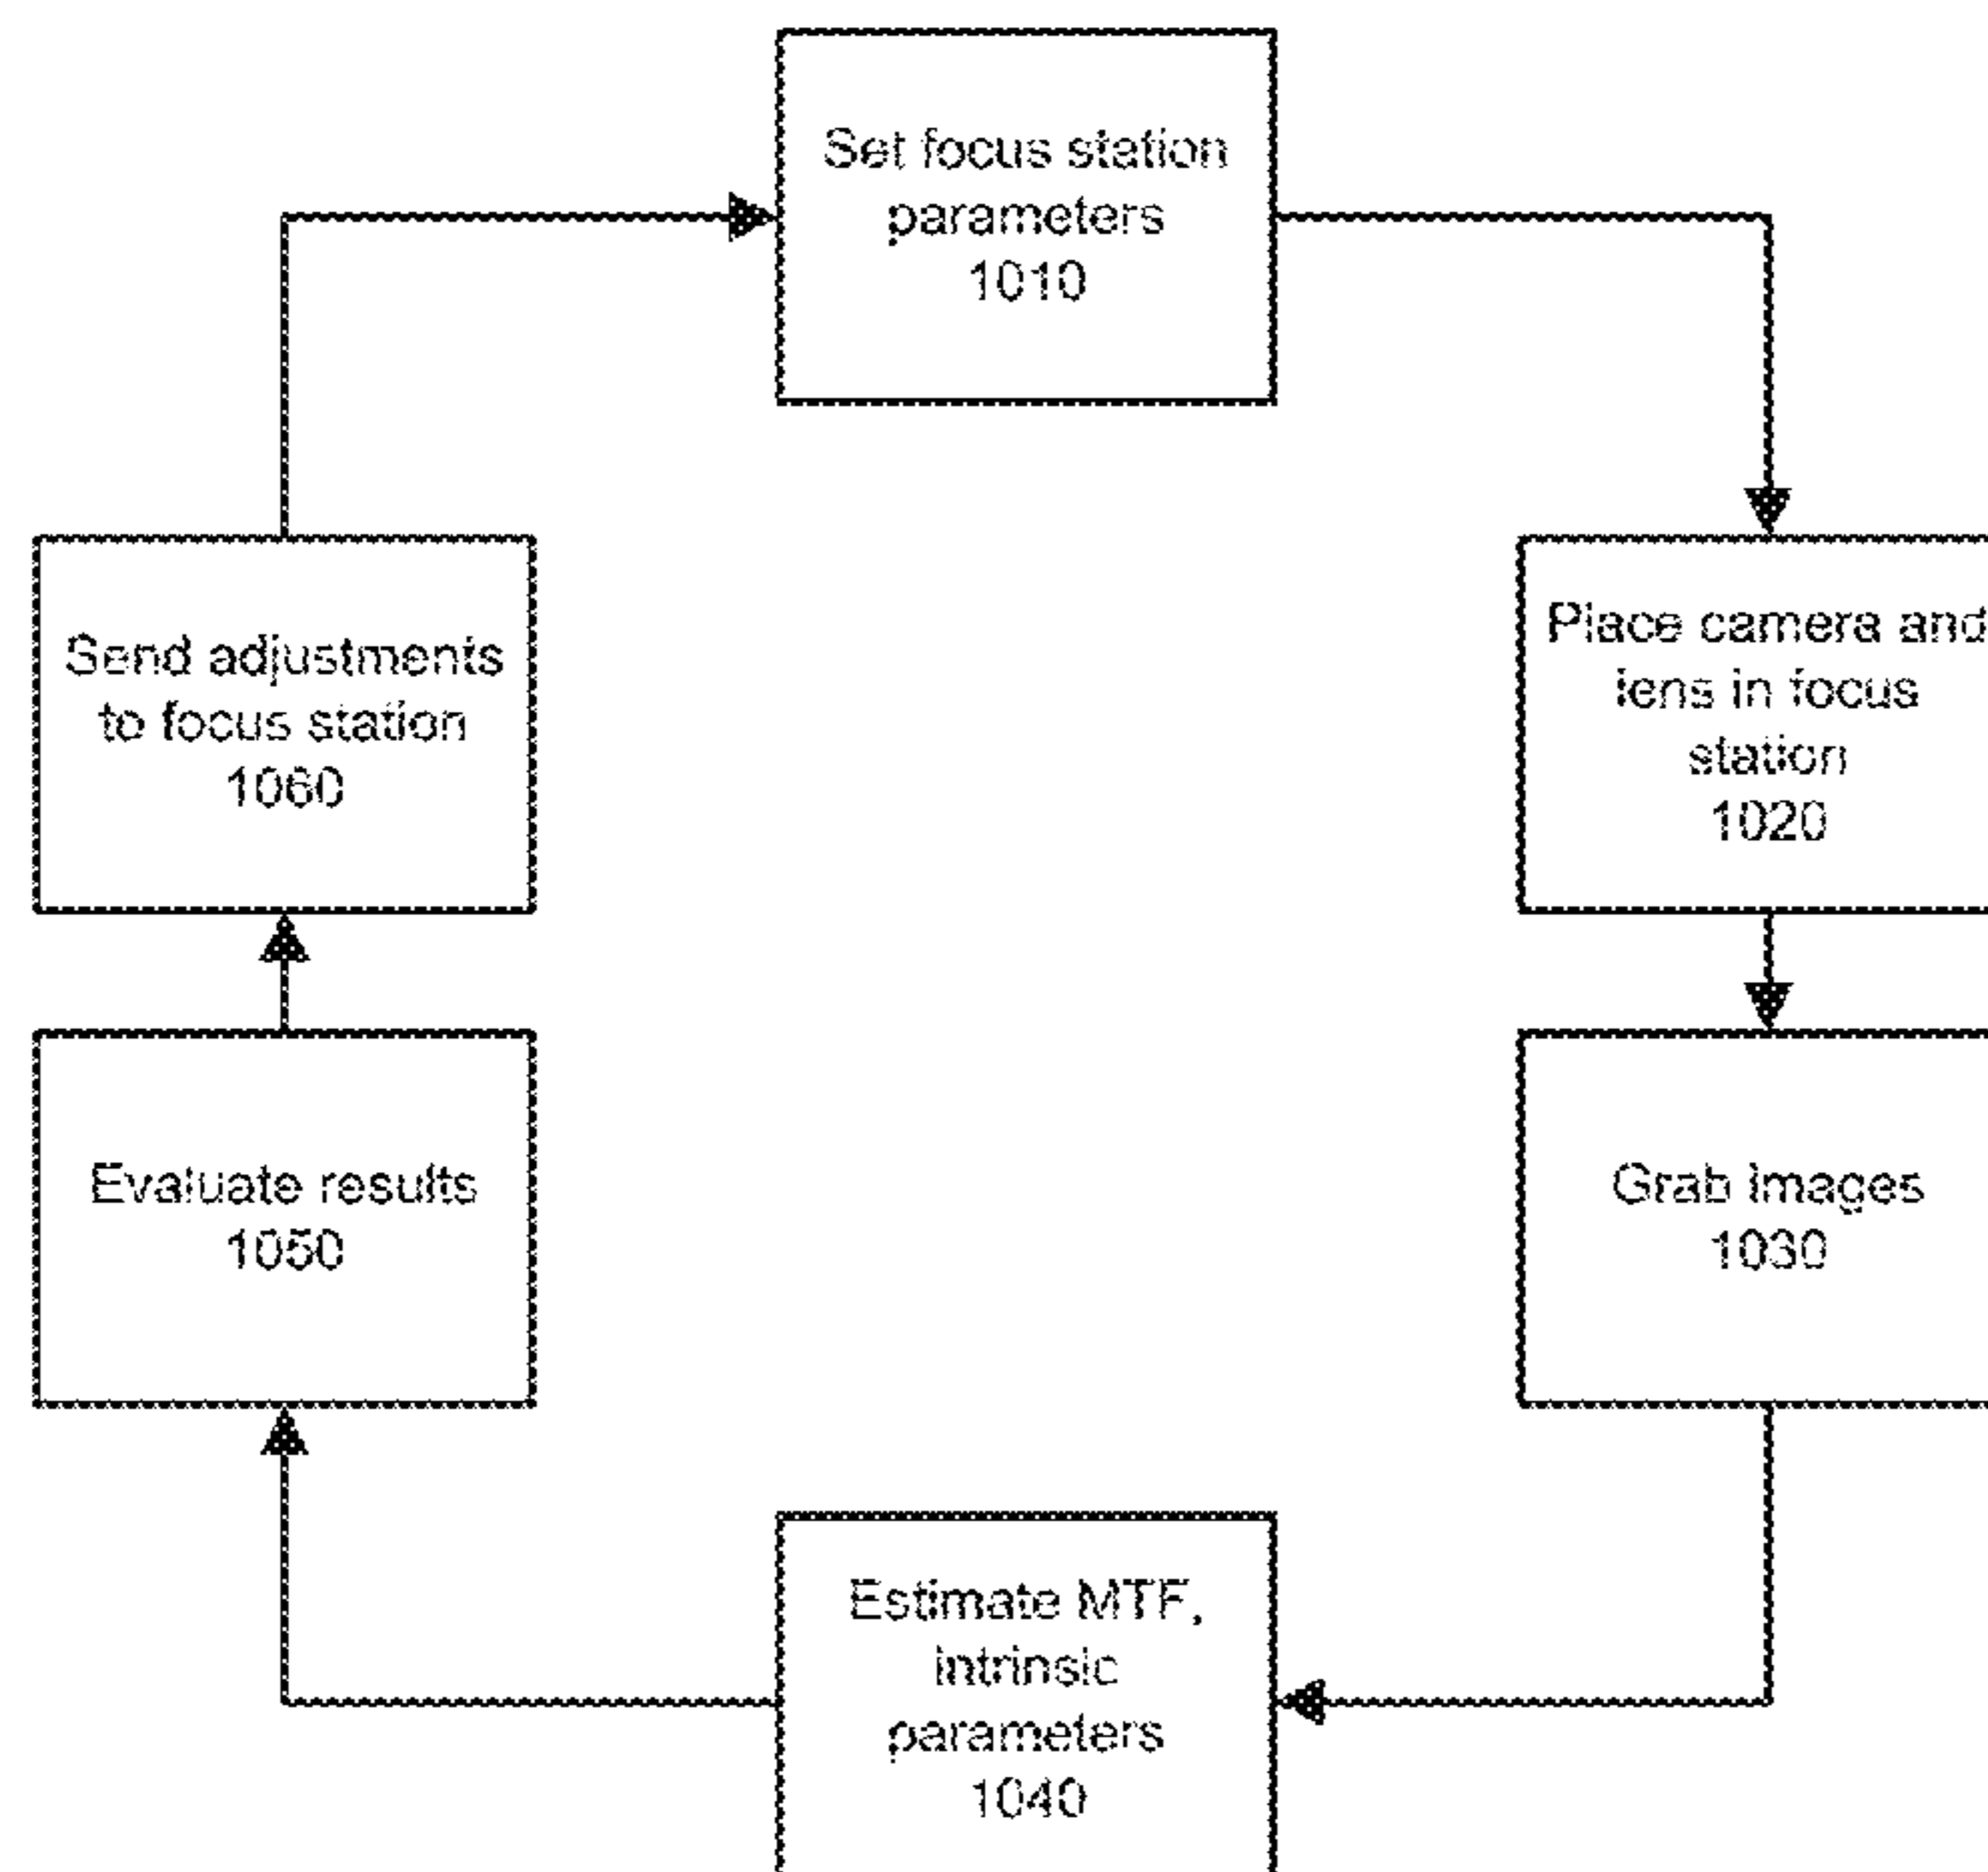 Set focus station
parameters
1010
Place camera and
lens in focus
station
1020
Grab images
1030
Estimate MTF,
intrinsic
parameters
1040
Evaluate results
1050
Send adjustments
to focus station
1060